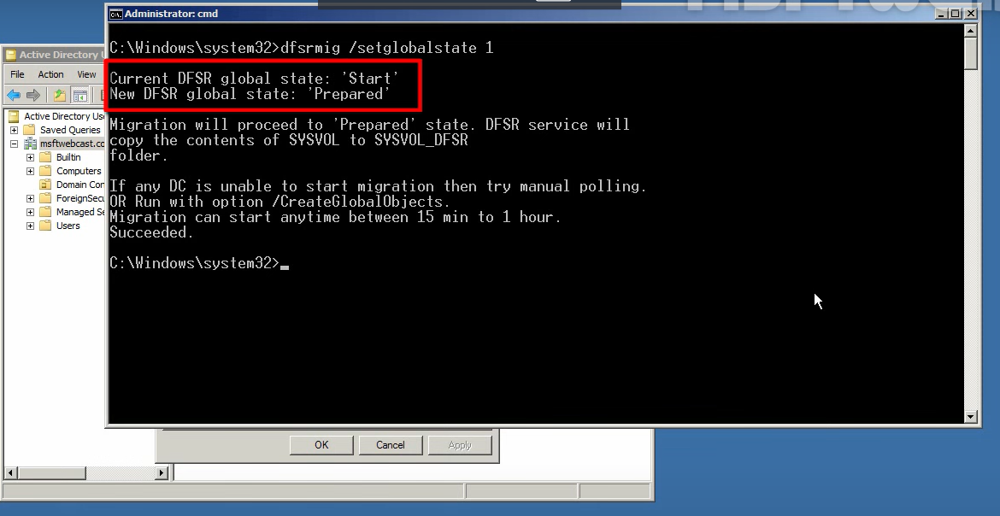 Administrator: cmd
C:\Windows\system32>dfsrmig /setglobalstate 1
Current DFSR global state: 'Start'
New DFSR global state: 'Prepared'
Migration will proceed to 'Prepared' state. DFSR service will
copy the contents of SYSVOL to SYSVOL_DFSR
folder.
If any DC is unable to start migration then try manual polling.
OR Run with option /CreateGlobalObjects.
Migration can start anytime between 15 min to 1 hour.
Succeeded.
C:\Windows\system32>
Active Directory U
File Action View
Active Directory Use
Saved Queries
msftwebcast.co
Builtin
Computers
Domain Con
ForeignSecu
Managed Se
Users
OK Cancel Apply